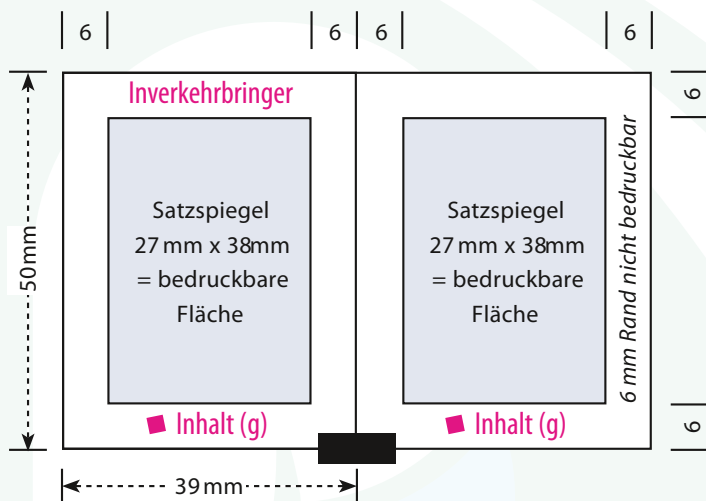 6 6 6 6
Inverkehrbringer
6
Satzspiegel
27 mm x 38mm
= bedruckbare
Fläche
Satzspiegel
27 mm x 38mm
= bedruckbare
Fläche
6 mm Rand nicht bedruckbar
50mm
Inhalt (g)
Inhalt (g)
6
39mm